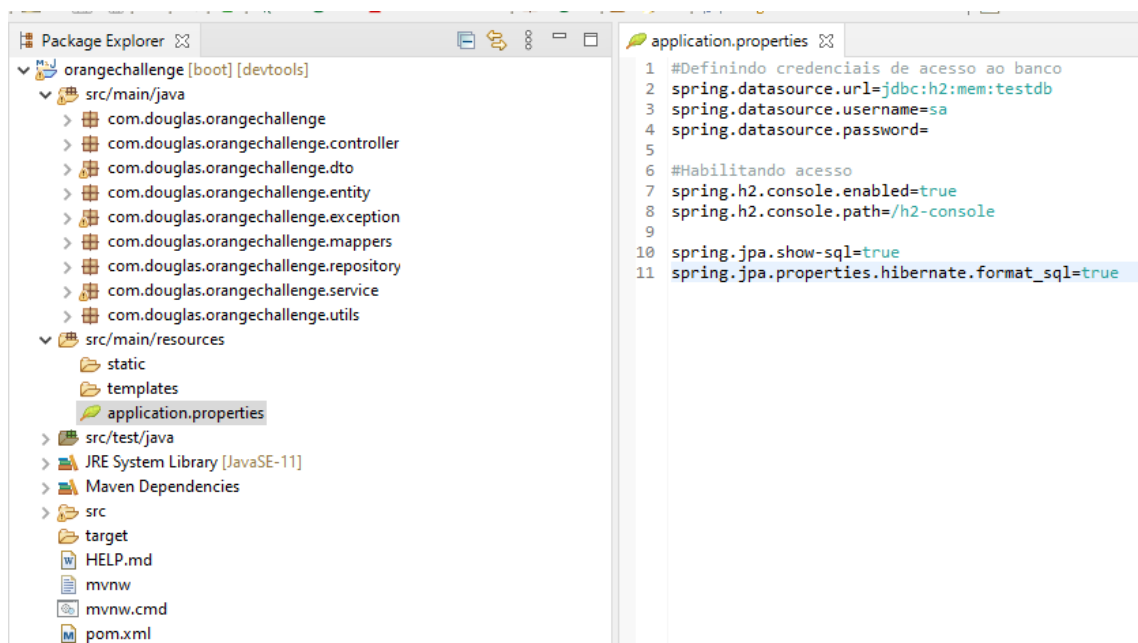 Package Explorer
orangechallenge [boot] [devtools]
src/main/java
com.douglas.orangechallenge
com.douglas.orangechallenge.controller
com.douglas.orangechallenge.dto
com.douglas.orangechallenge.entity
com.douglas.orangechallenge.exception
com.douglas.orangechallenge.mappers
com.douglas.orangechallenge.repository
com.douglas.orangechallenge.service
com.douglas.orangechallenge.utils
src/main/resources
static
templates
application.properties
src/test/java
JRE System Library [JavaSE-11]
Maven Dependencies
src
target
HELP.md
mvnw
mvnw.cmd
pom.xml
application.properties
1 #Definindo credenciais de acesso ao banco
2 spring.datasource.url=jdbc:h2:mem:testdb
3 spring.datasource.username=sa
4 spring.datasource.password=
5
6 #Habilitando acesso
7 spring.h2.console.enabled=true
8 spring.h2.console.path=/h2-console
9
10 spring.jpa.show-sql=true
11 spring.jpa.properties.hibernate.format_sql=true